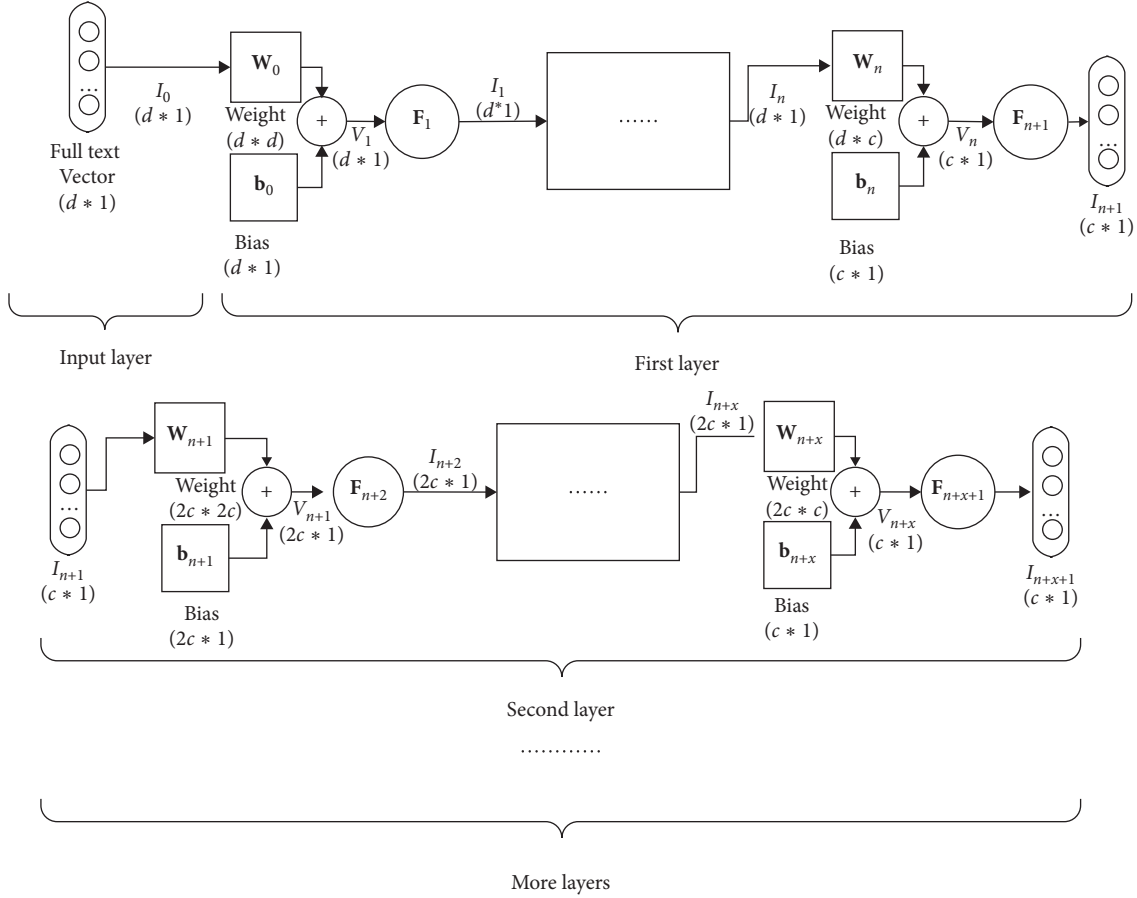 ...
Full text
Vector
(d * 1)
I0
(d * 1)
W0
Weight
(d * d)
b0
Bias
(d * 1)
+
V1
(d * 1)
F1
I1
(d*1)
......
In
(d * 1)
Wn
Weight
(d * c)
bn
Bias
(c * 1)
+
Vn
(c * 1)
Fn+1
...
In+1
(c * 1)
Input layer
First layer
...
In+1
(c * 1)
Wn+1
Weight
(2c * 2c)
bn+1
Bias
(2c * 1)
+
Vn+1
(2c * 1)
Fn+2
In+2
(2c * 1)
......
In+x
(2c * 1)
Wn+x
Weight
(2c * c)
bn+x
Bias
(c * 1)
+
Vn+x
(c * 1)
Fn+x+1
...
In+x+1
(c * 1)
Second layer
............
More layers